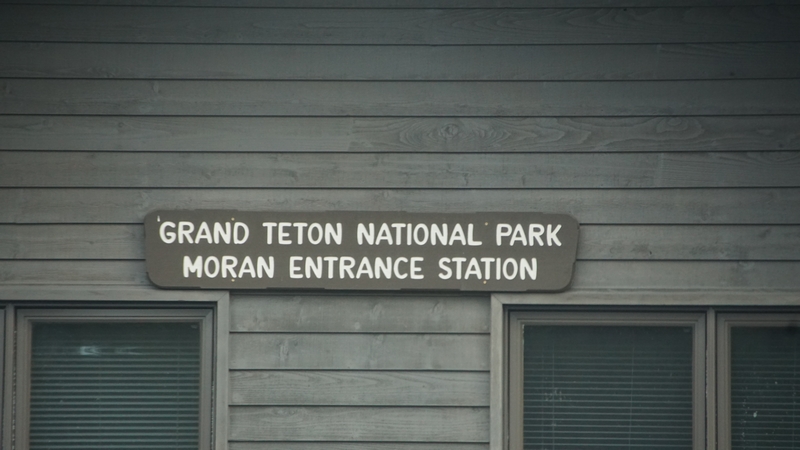 GRAND TETON NATIONAL PARK
MORAN ENTRANCE STATION